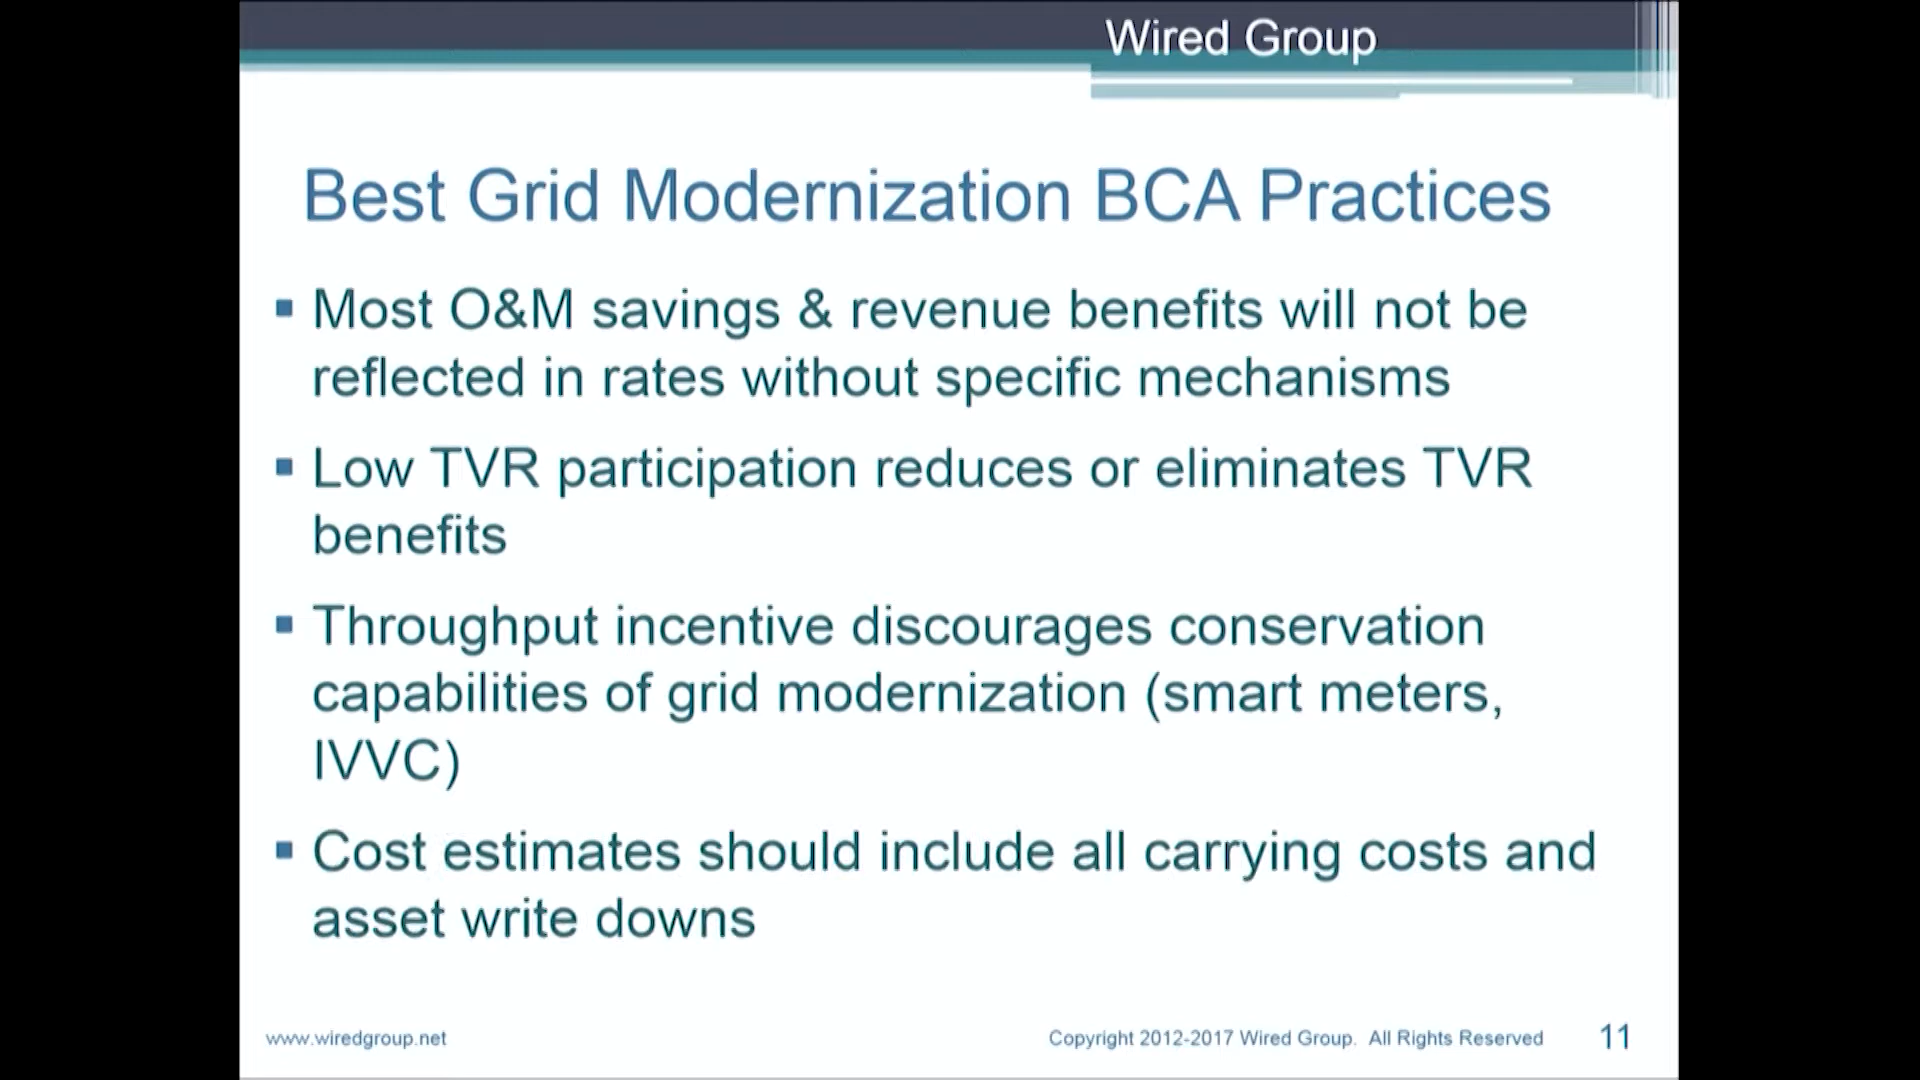 Wired Group
Best Grid Modernization BCA Practices
▪ Most O&M savings & revenue benefits will not be
reflected in rates without specific mechanisms
▪ Low TVR participation reduces or eliminates TVR
benefits
▪ Throughput incentive discourages conservation
capabilities of grid modernization (smart meters,
IVVC)
▪ Cost estimates should include all carrying costs and
asset write downs
www.wiredgroup.net
Copyright 2012-2017 Wired Group. All Rights Reserved
11